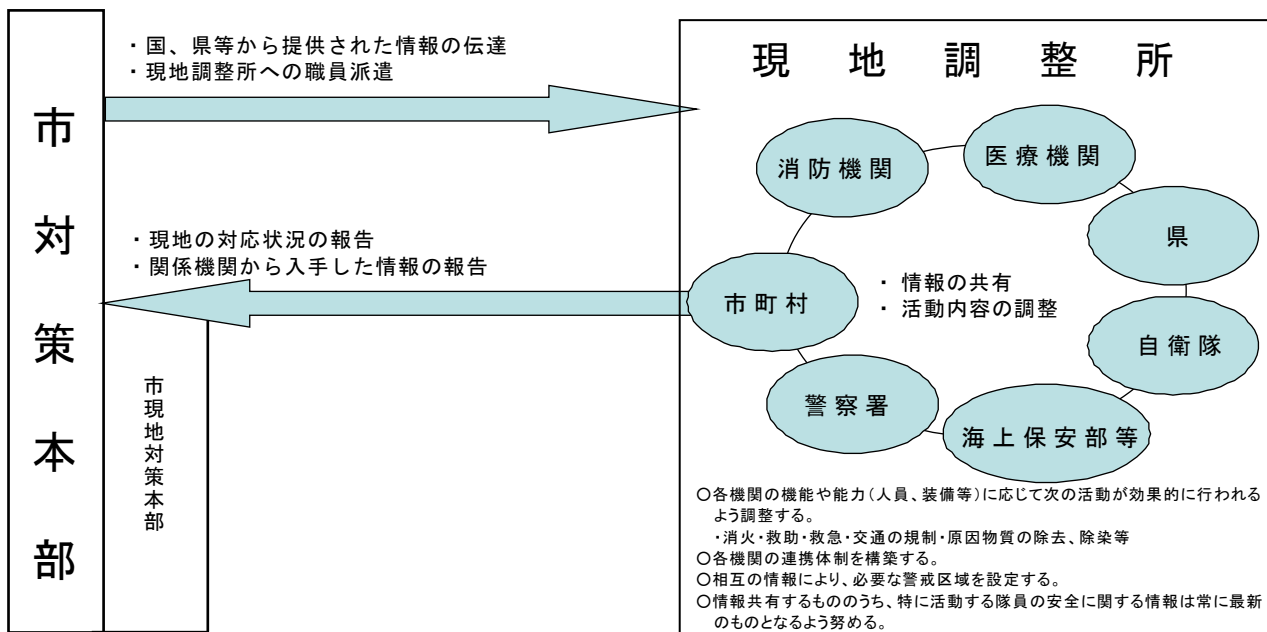 市対策本部
・国、県等から提供された情報の伝達
・現地調整所への職員派遣
・現地の対応状況の報告
・関係機関から入手した情報の報告
市現地対策本部
現地調整所
消防機関
医療機関
県
市町村
・ 情報の共有
・ 活動内容の調整
自衛隊
警察署
海上保安部等
○各機関の機能や能力(人員、装備等)に応じて次の活動が効果的に行われる
よう調整する。
・消火・救助・救急・交通の規制・原因物質の除去、除染等
○各機関の連携体制を構築する。
○相互の情報により、必要な警戒区域を設定する。
○情報共有するもののうち、特に活動する隊員の安全に関する情報は常に最新
のものとなるよう努める。